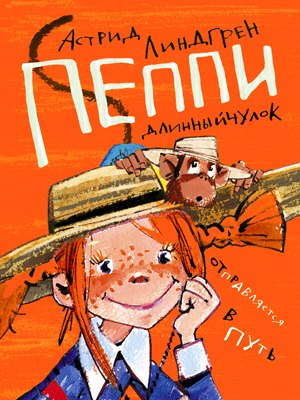 Астрид Линдгрен
ПЕППИ
длинныйчулок
отправляется
в
путь